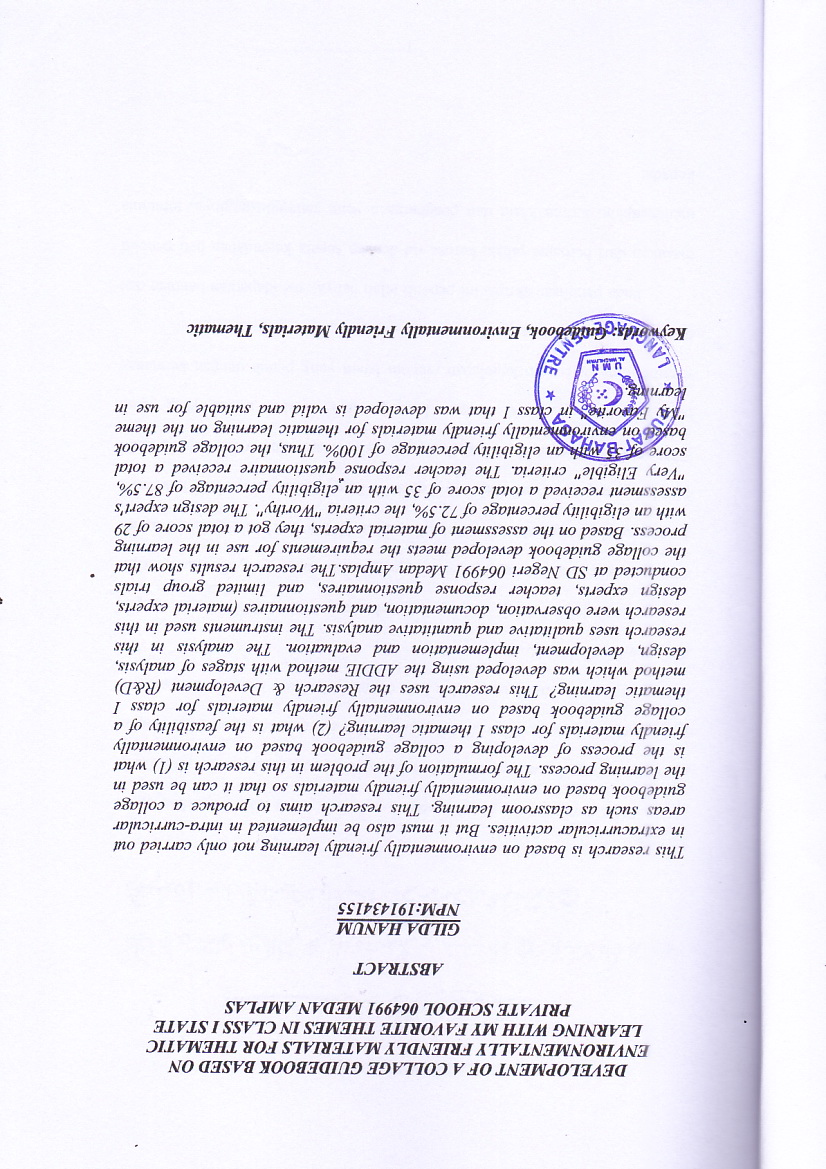 DEVELOPMENT OF A COLLAGE GUIDEBOOK BASED ON
ENVIRONMENTALLY FRIENDLY MATERIALS FOR THEMATIC
LEARNING WITH MY FAVORITE THEMES IN CLASS I STATE
PRIVATE SCHOOL 064991 MEDAN AMPLAS
ABSTRACT
GILDA HANUM
NPM:191434155
This research is based on environmentally friendly learning not only carried out
in extracurricular activities. But it must also be implemented in intra-curricular
areas such as classroom learning. This research aims to produce a collage
guidebook based on environmentally friendly materials so that it can be used in
the learning process. The formulation of the problem in this research is (1) what
is the process of developing a collage guidebook based on environmentally
friendly materials for class I thematic learning? (2) what is the feasibility of a
collage guidebook based on environmentally friendly materials for class I
thematic learning? This research uses the Research & Development (R&D)
method which was developed using the ADDIE method with stages of analysis,
design, development, implementation and evaluation. The analysis in this
research uses qualitative and quantitative analysis. The instruments used in this
research were observation, documentation, and questionnaires (material experts,
design experts, teacher response questionnaires, and limited group trials
conducted at SD Negeri 064991 Medan Amplas.The research results show that
the collage guidebook developed meets the requirements for use in the learning
process. Based on the assessment of material experts, they got a total score of 29
with an eligibility percentage of 72.5%, the criteria "Worthy". The design expert's
assessment received a total score of 35 with an eligibility percentage of 87.5%,
"Very Eligible" criteria. The teacher response questionnaire received a total
score of 35 with an eligibility percentage of 100%. Thus, the collage guidebook
based on environmentally friendly materials for thematic learning on the theme
"My Favorite" in class I that was developed is valid and suitable for use in
learning.
Keywords: Guidebook, Environmentally Friendly Materials, Thematic
PUSAT BAHASA
UMN
AL WASHLIYAH
LANGUAGE CENTRE